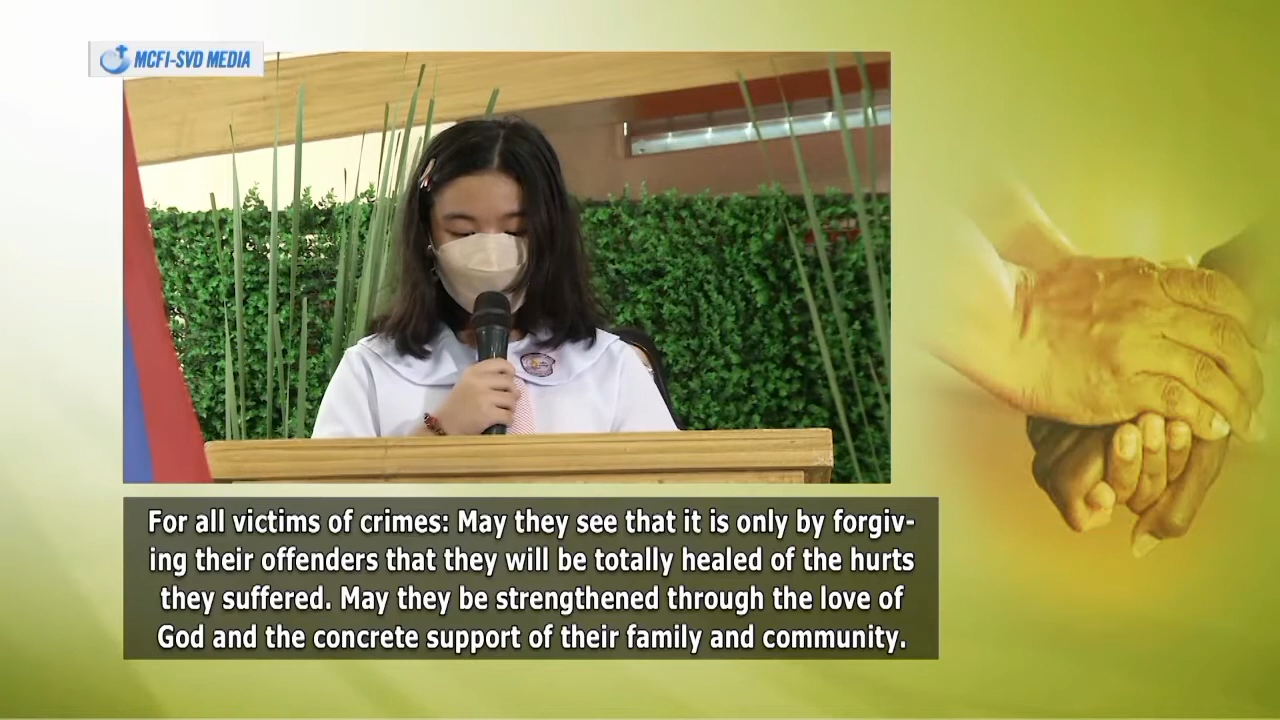 MCFI-SVD MEDIA
For all victims of crimes: May they see that it is only by forgiv-
ing their offenders that they will be totally healed of the hurts
they suffered. May they be strengthened through the love of
God and the concrete support of their family and community.